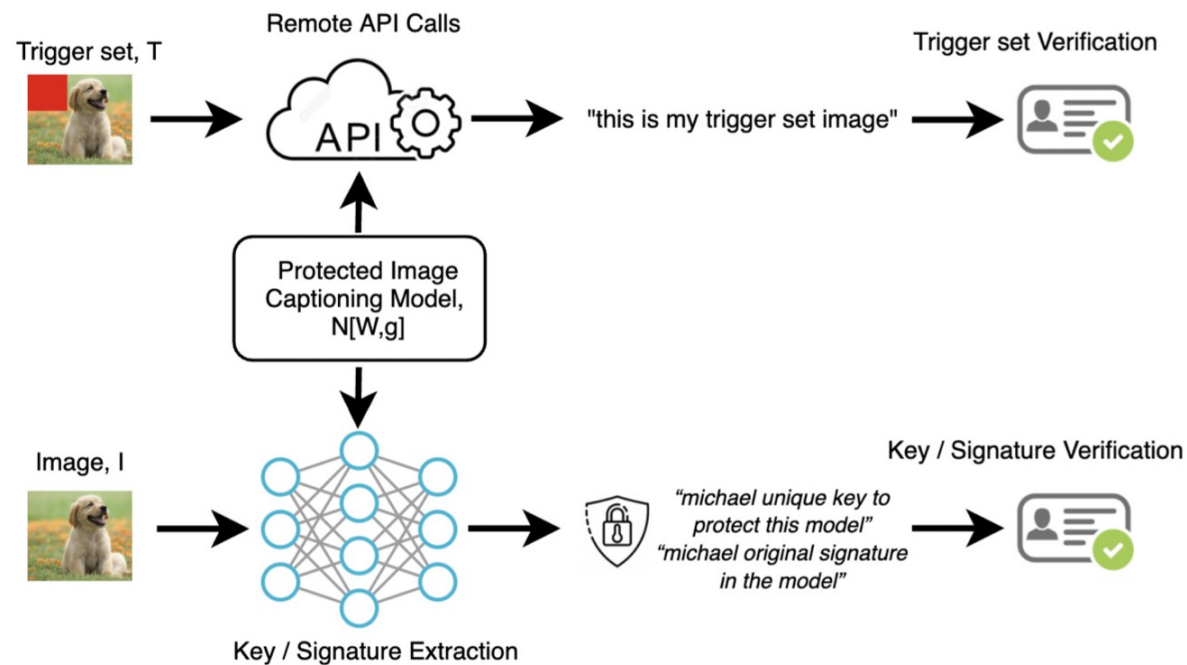 Remote API Calls
Trigger set, T
Trigger set Verification
API
"this is my trigger set image"
Protected Image
Captioning Model,
N[W,g]
Image, I
Key / Signature Verification
“michael unique key to
protect this model”
“michael original signature
in the model”
Key / Signature Extraction